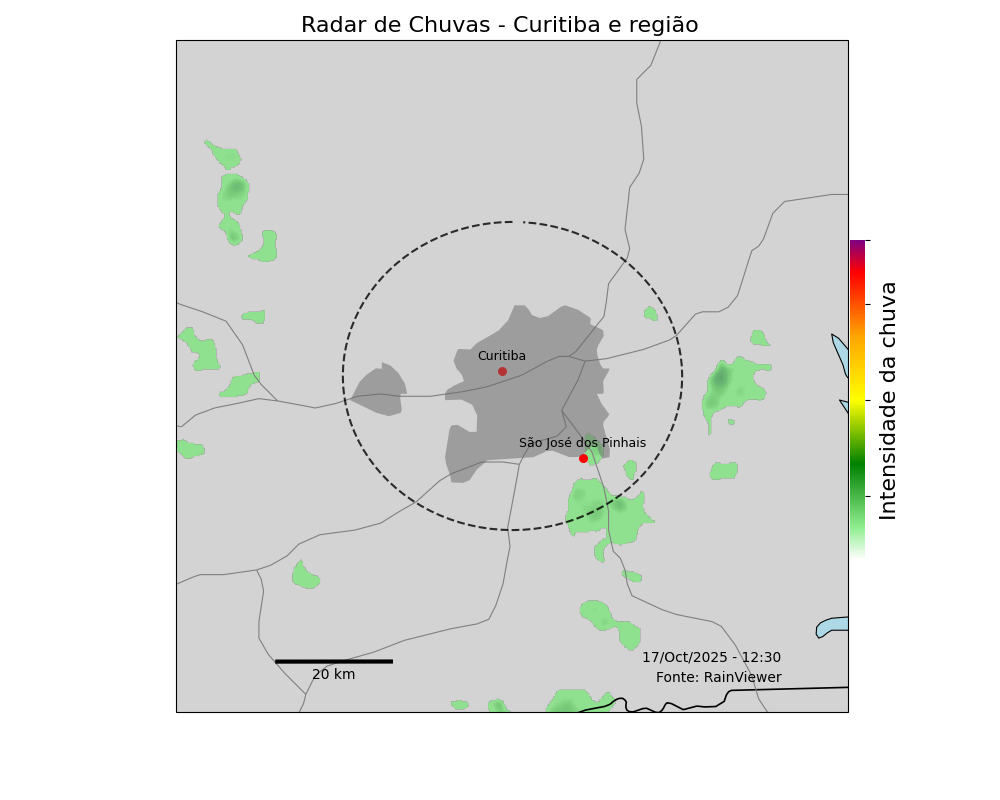 Radar de Chuvas - Curitiba e região
Curitiba
São José dos Pinhais
Intensidade da chuva
17/Oct/2025 - 12:30
Fonte: RainViewer
20 km